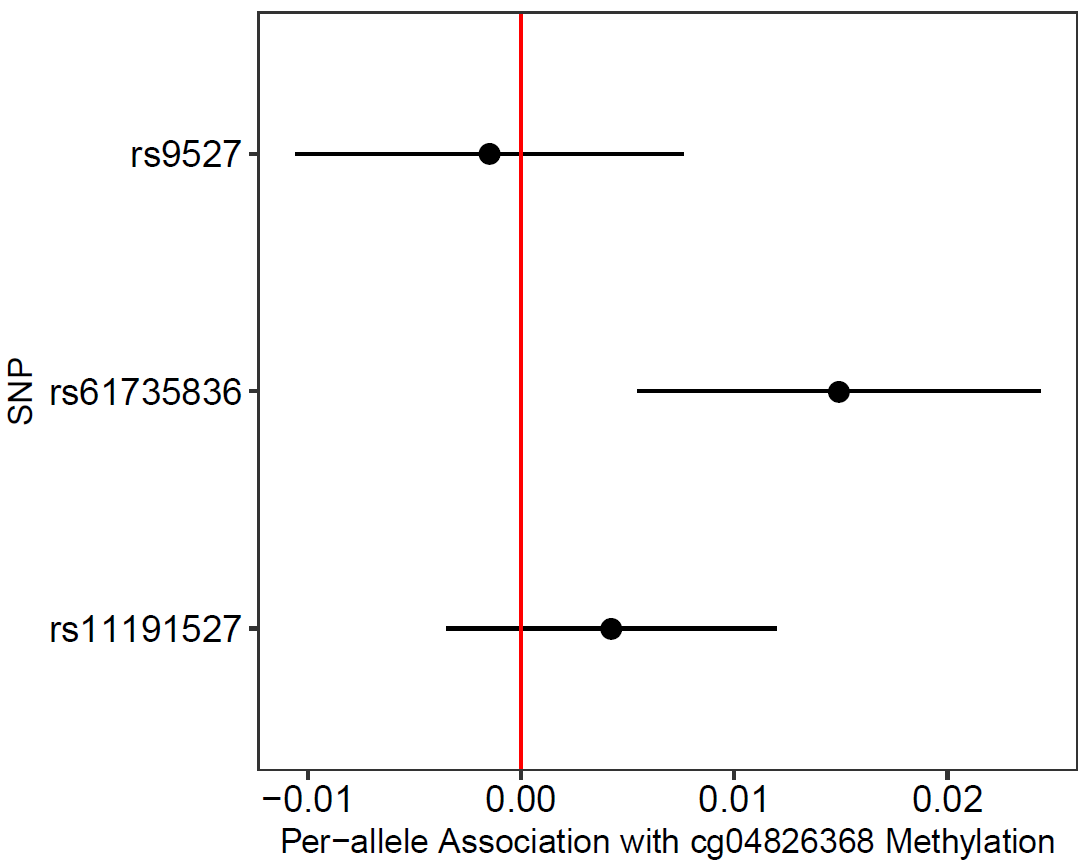 SNP
rs9527
rs61735836
rs11191527
−0.01 0.00 0.01 0.02
Per−allele Association with cg04826368 Methylation